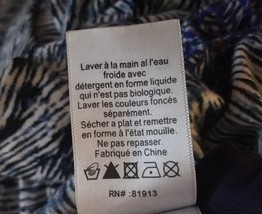 Laver à la main al l'eau
froide avec
détergent en forme liquide
qui n'est pas biologique.
Laver les couleurs foncés
séparément.
Sécher a plat et remettre
en forme à l'état mouille.
Ne pas repasser.
Fabriqué en Chine
RN# :81913